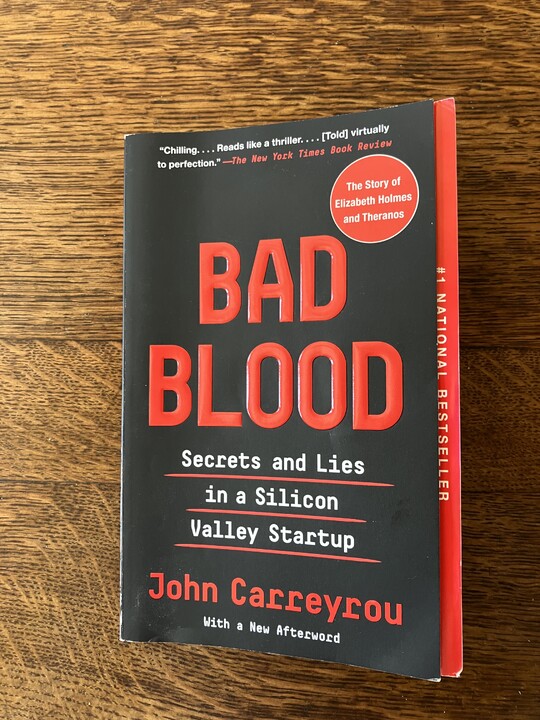 “Chilling. . . . Reads like a thriller. . . . [Told] virtually
to perfection.” —The New York Times Book Review
The Story of
Elizabeth Holmes
and Theranos
BAD
BLOOD
Secrets and Lies
in a Silicon
Valley Startup
John Carreyrou
With a New Afterword
#1 NATIONAL BESTSELLER